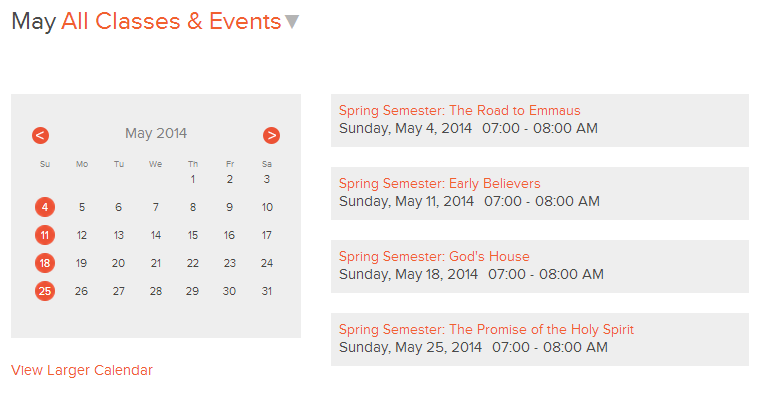 May All Classes & Events▼
< May 2014 >
Su Mo Tu We Th Fr Sa
1 2 3
4 5 6 7 8 9 10
11 12 13 14 15 16 17
18 19 20 21 22 23 24
25 26 27 28 29 30 31
View Larger Calendar
Spring Semester: The Road to Emmaus
Sunday, May 4, 2014 07:00 - 08:00 AM
Spring Semester: Early Believers
Sunday, May 11, 2014 07:00 - 08:00 AM
Spring Semester: God's House
Sunday, May 18, 2014 07:00 - 08:00 AM
Spring Semester: The Promise of the Holy Spirit
Sunday, May 25, 2014 07:00 - 08:00 AM